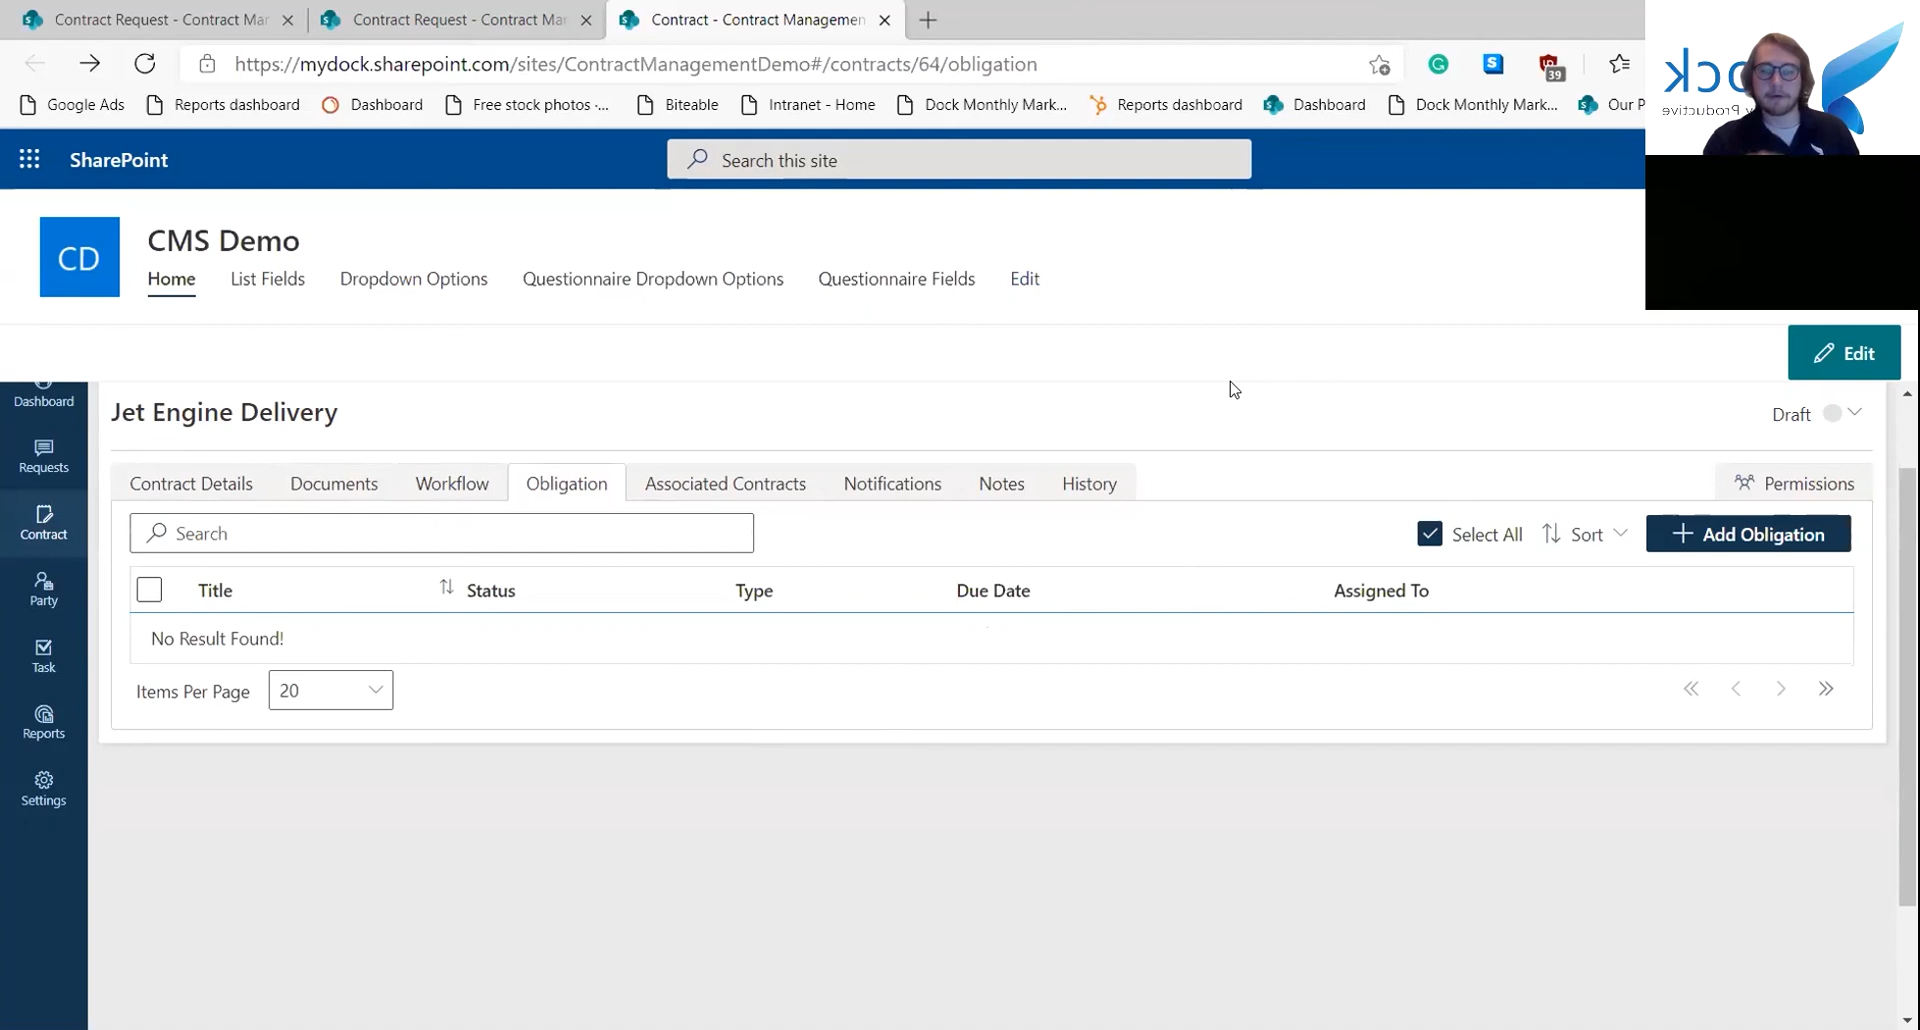 Contract Request - Contract Mar
Contract Request - Contract Mar
Contract - Contract Managemen
https://mydock.sharepoint.com/sites/ContractManagementDemo#/contracts/64/obligation
39
Google Ads
Reports dashboard
Dashboard
Free stock photos -...
Biteable
Intranet - Home
Dock Monthly Mark...
Reports dashboard
Dashboard
Dock Monthly Mark...
Our P
ock
y Productive
SharePoint
Search this site
CD
CMS Demo
Home
List Fields
Dropdown Options
Questionnaire Dropdown Options
Questionnaire Fields
Edit
Edit
Dashboard
Requests
Contract
Party
Task
Reports
Settings
Jet Engine Delivery
Draft
Contract Details
Documents
Workflow
Obligation
Associated Contracts
Notifications
Notes
History
Permissions
Search
Select All
Sort
Add Obligation
Title
Status
Type
Due Date
Assigned To
No Result Found!
Items Per Page
20